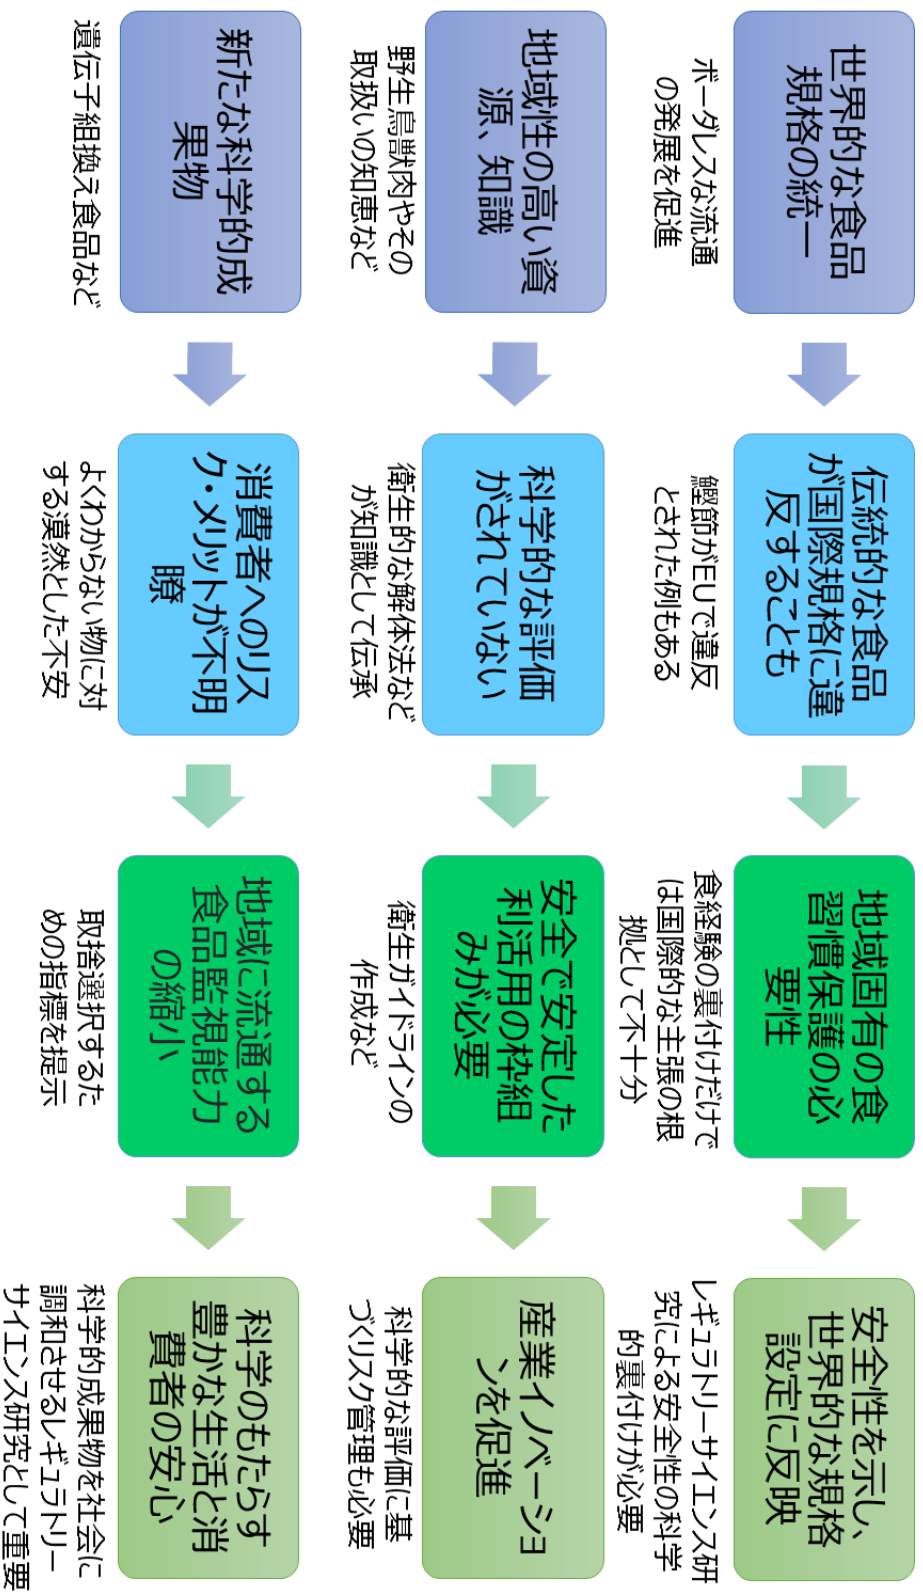 世界的な食品
規格の統一
ボーダレスな流通
の発展を促進
伝統的な食品
が国際規格に違
反することも
鰹節がEUで違反
とされた例もある
地域固有の食
習慣保護の必
要性
食経験の裏付けだけで
は国際的な主張の根
拠として不十分
安全性を示し、
世界的な規格
設定に反映
レギュラトリーサイエンス研
究による安全性の科学
的裏付けが必要
地域性の高い資
源、知識
野生鳥獣肉やその
取扱いの知恵など
科学的な評価
がされていない
衛生的な解体法など
が知識として伝承
安全で安定した
利活用の枠組
みが必要
衛生ガイドラインの
作成など
産業イノベーショ
ンを促進
科学的な評価に基
づくリスク管理も必要
新たな科学的成
果物
遺伝子組換え食品など
消費者へのリス
ク・メリットが不明
瞭
よくわからない物に対
する漠然とした不安
地域に流通する
食品監視能力
の縮小
取捨選択するた
めの指標を提示
科学のもたらす
豊かな生活と消
費者の安心
科学的成果物を社会に
調和させるレギュラトリー
サイエンス研究として重要